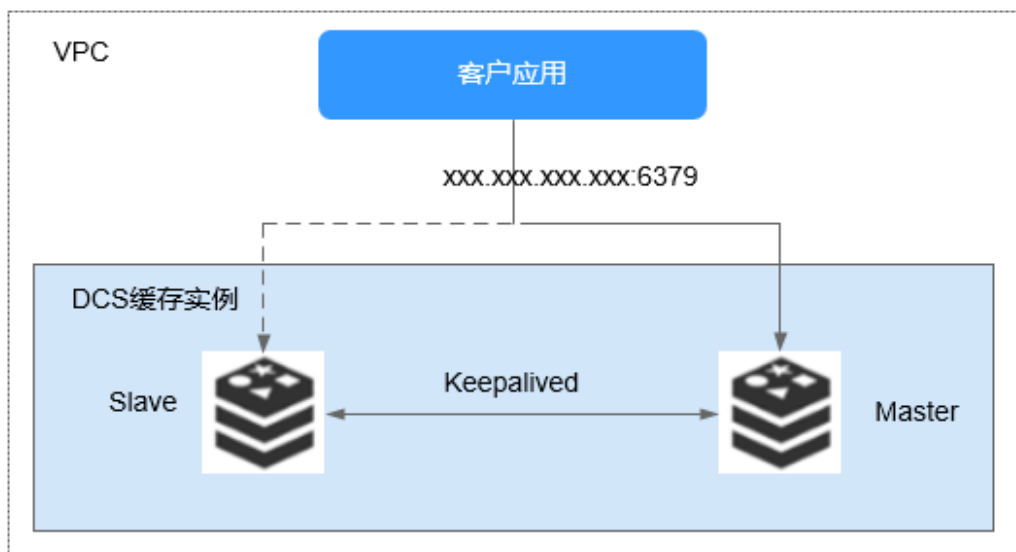 VPC
客户应用
xxx.xxx.xxx.xxx:6379
DCS缓存实例
Keepalived
Slave
Master